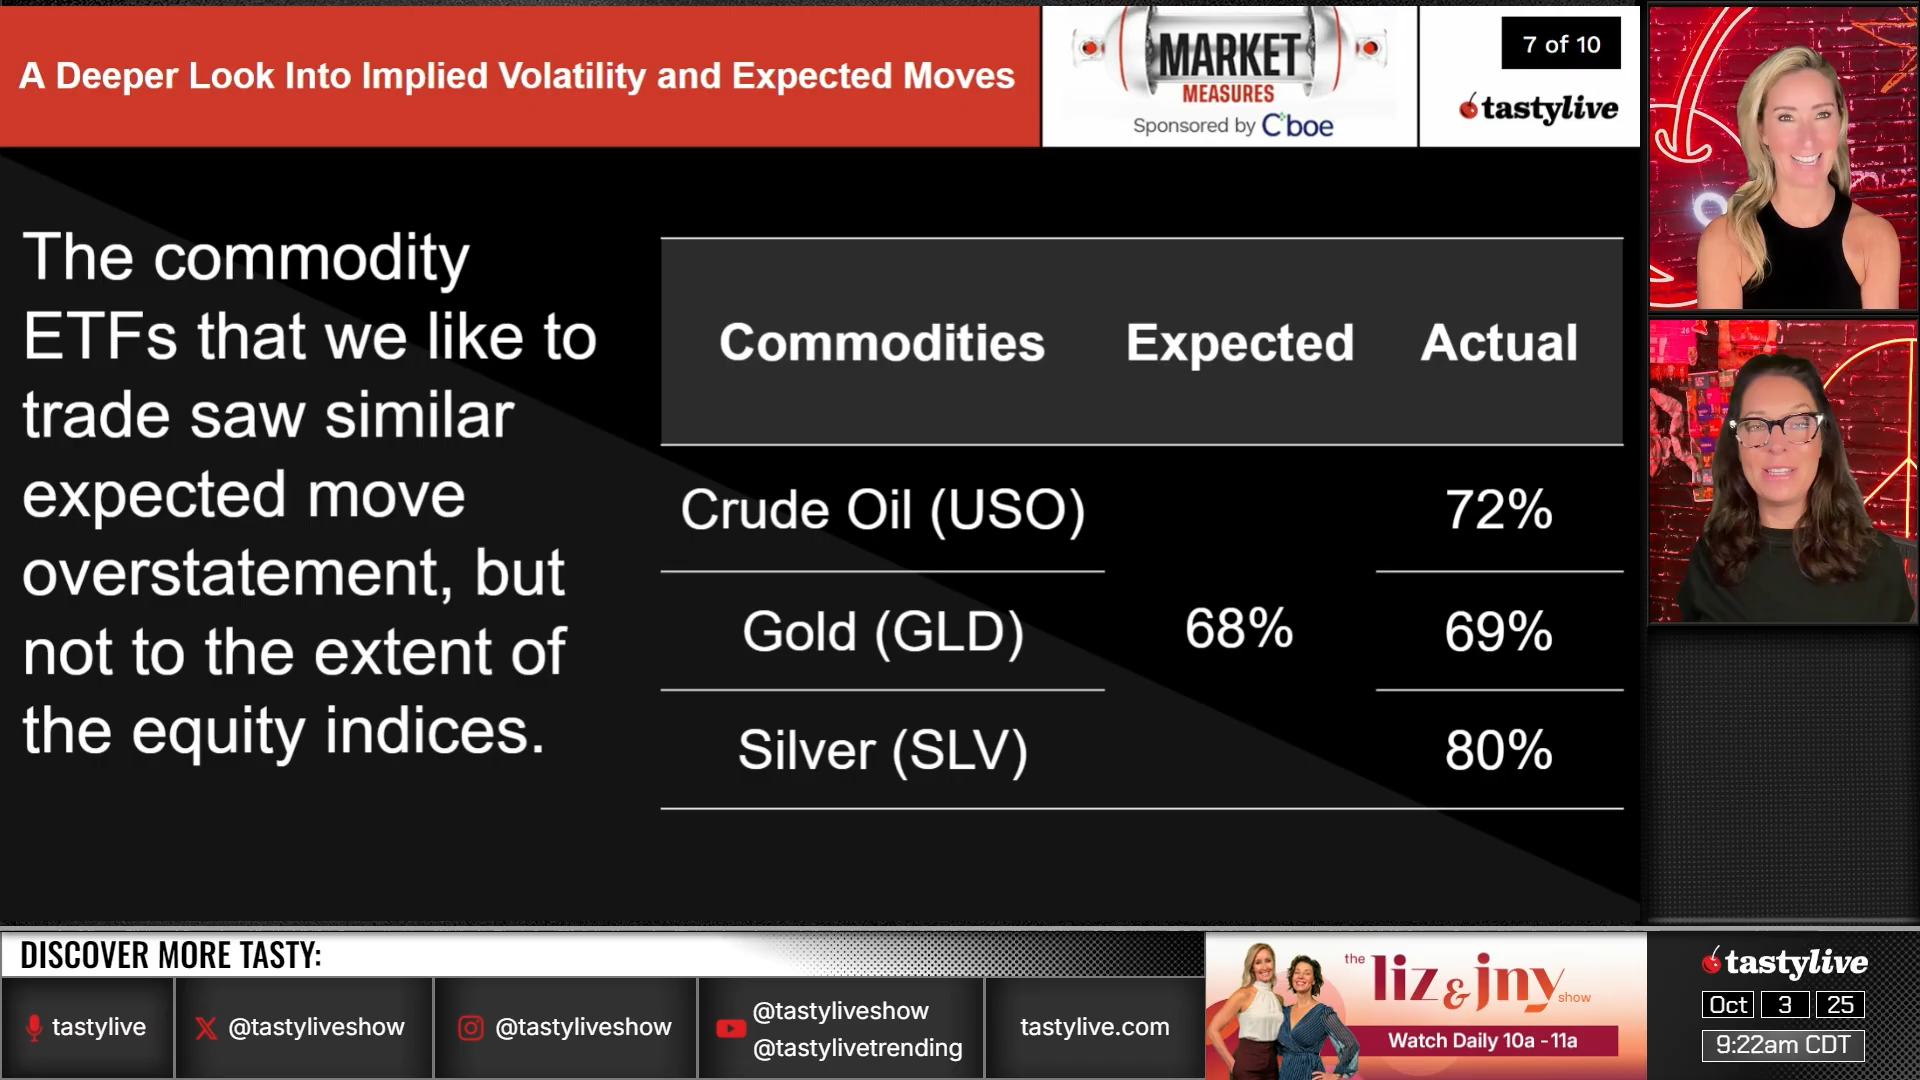 A Deeper Look Into Implied Volatility and Expected Moves
MARKET
MEASURES
Sponsored by Cboe
7 of 10
tastylive
The commodity
ETFs that we like to
trade saw similar
expected move
overstatement, but
not to the extent of
the equity indices.
Commodities Expected Actual
Crude Oil (USO) 72%
Gold (GLD) 68% 69%
Silver (SLV) 80%
DISCOVER MORE TASTY:
tastylive
@tastyliveshow
@tastyliveshow
@tastyliveshow
@tastylivetrending
tastylive.com
the liz & jny show
Watch Daily 10a - 11a
tastylive
Oct 3 25
9:22am CDT